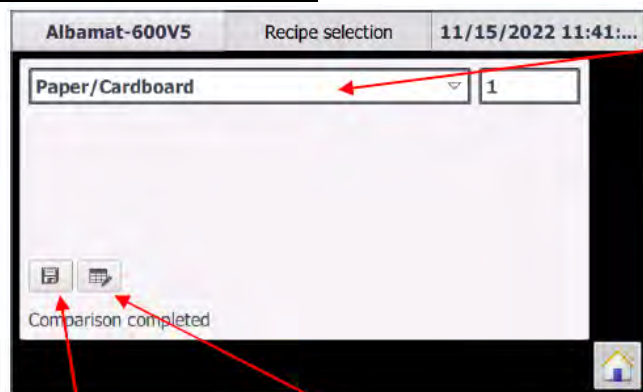 Albamat-600V5 Recipe selection 11/15/2022 11:41:...
Paper/Cardboard 1
Comparison completed